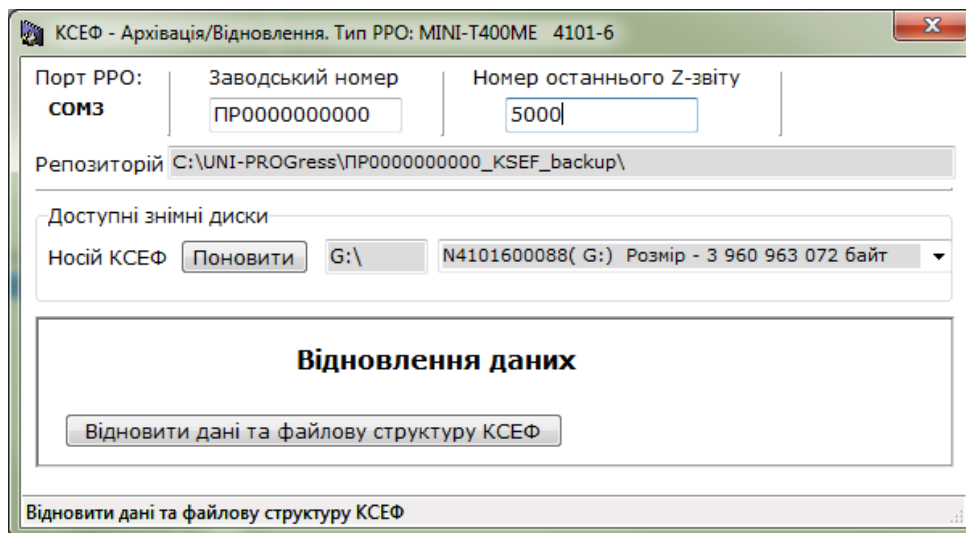 КСЕФ - Архівація/Відновлення. Тип РРО: MINI-T400ME 4101-6
Порт РРО: Заводський номер Номер останнього Z-звіту
COM3 ПР0000000000 5000
Репозиторій C:\UNI-PROGress\ПР0000000000_KSEF_backup\
Доступні знімні диски
Носій КСЕФ Поновити G:\ N4101600088( G:) Розмір - 3 960 963 072 байт
Відновлення даних
Відновити дані та файлову структуру КСЕФ
Відновити дані та файлову структуру КСЕФ